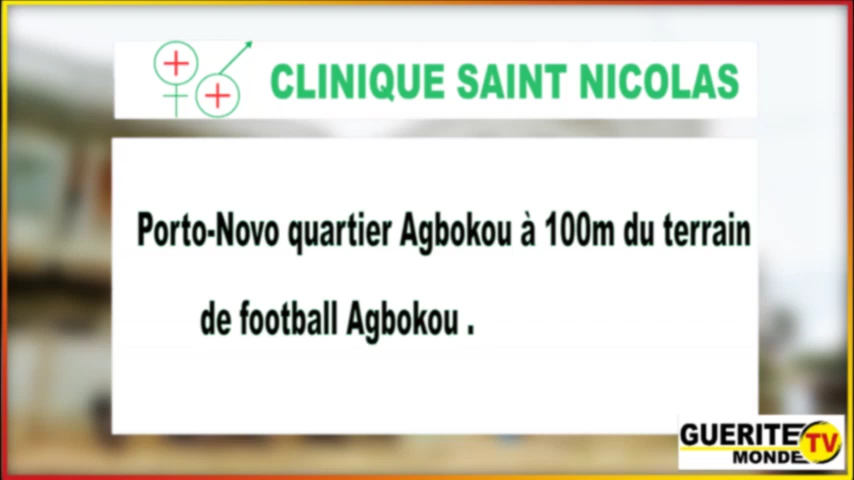 CLINIQUE SAINT NICOLAS
Porto-Novo quartier Agbokou à 100m du terrain
de football Agbokou .
GUERITE TV
MONDE